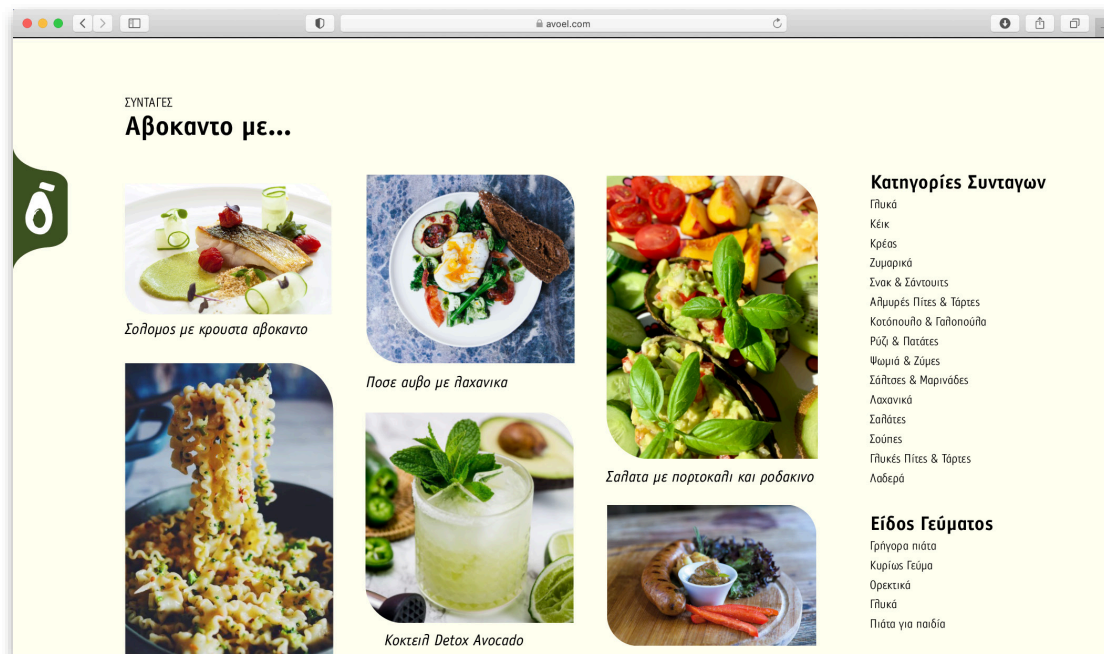 avoel.com
ΣΥΝΤΑΓΕΣ
Αβοκαντο με...
Σολομος με κρουστα αβοκαντο
Ποσε αυβο με λαχανικα
Κοκτειλ Detox Avocado
Σαλατα με πορτοκαλι και ροδακινο
Κατηγορίες Συνταγων
Γλυκά
Κέικ
Κρέας
Ζυμαρικά
Σνακ & Σάντουιτς
Αλμυρές Πίτες & Τάρτες
Κοτόπουλο & Γαλοπούλα
Ρύζι & Πατάτες
Ψωμιά & Ζύμες
Σάλτσες & Μαρινάδες
Λαχανικά
Σαλάτες
Σούπες
Γλυκές Πίτες & Τάρτες
Λαδερά
Είδος Γεύματος
Γρήγορα πιάτα
Κυρίως Γεύμα
Ορεκτικά
Γλυκά
Πιάτα για παιδία